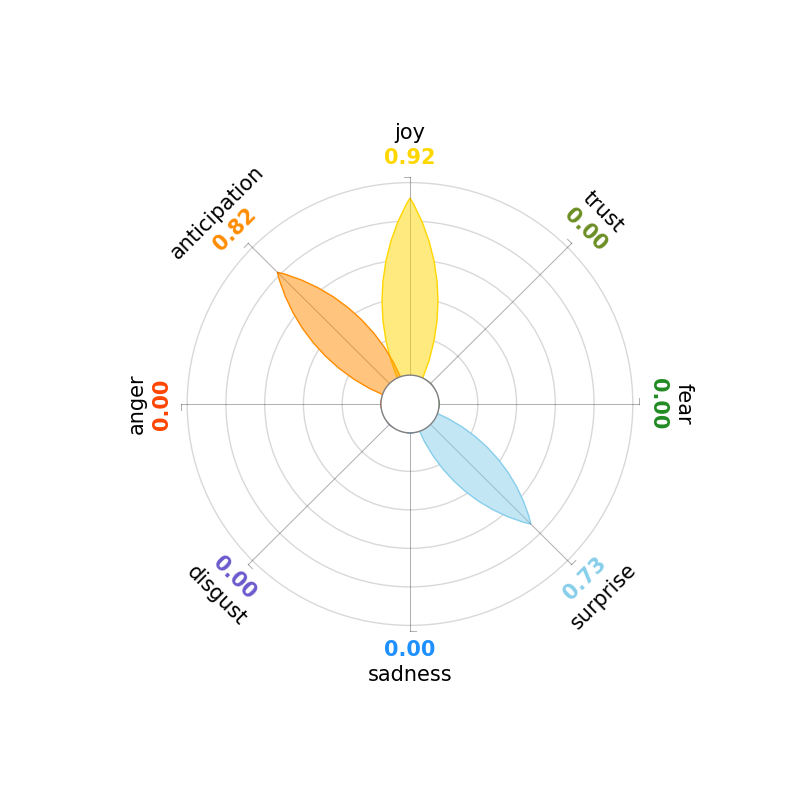 joy
0.92
trust
0.00
fear
0.00
surprise
0.73
0.00
sadness
disgust
0.00
anger
0.00
anticipation
0.82